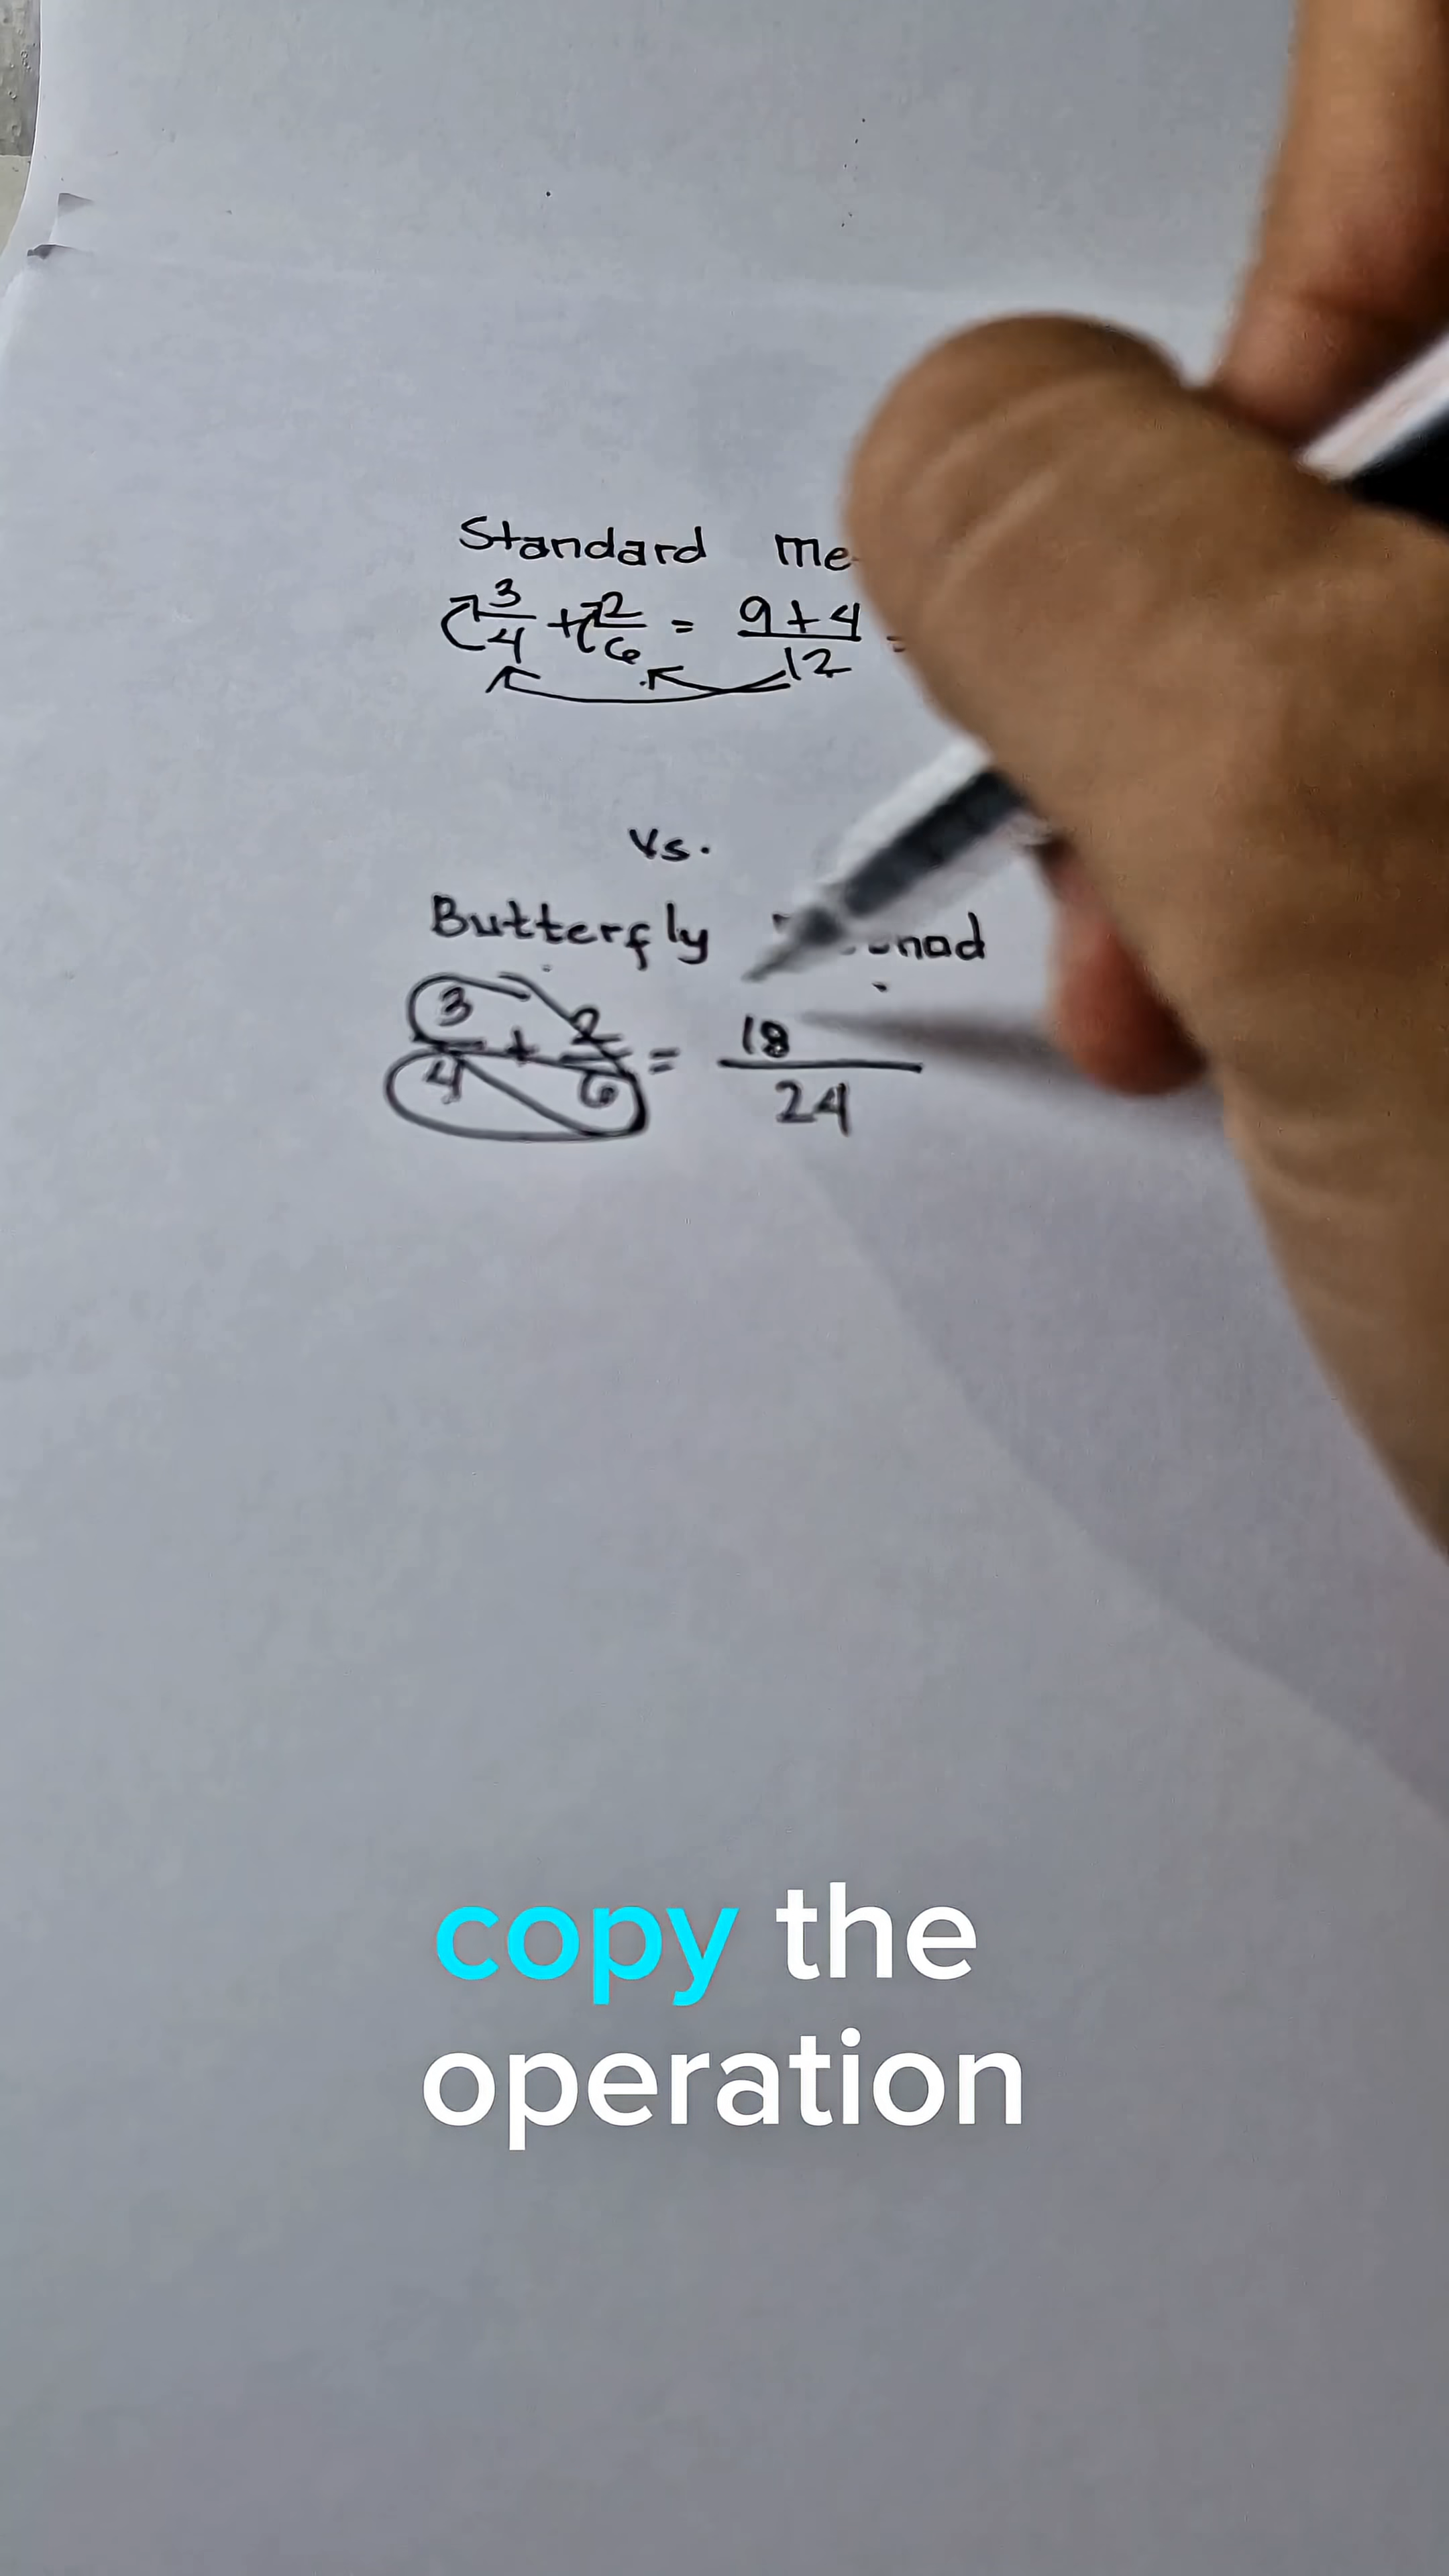 Standard
3/4 + 2/6 = 9+4/12 =
Vs.
Butterfly
3/4 + 2/6 = 18/24
copy the
operation